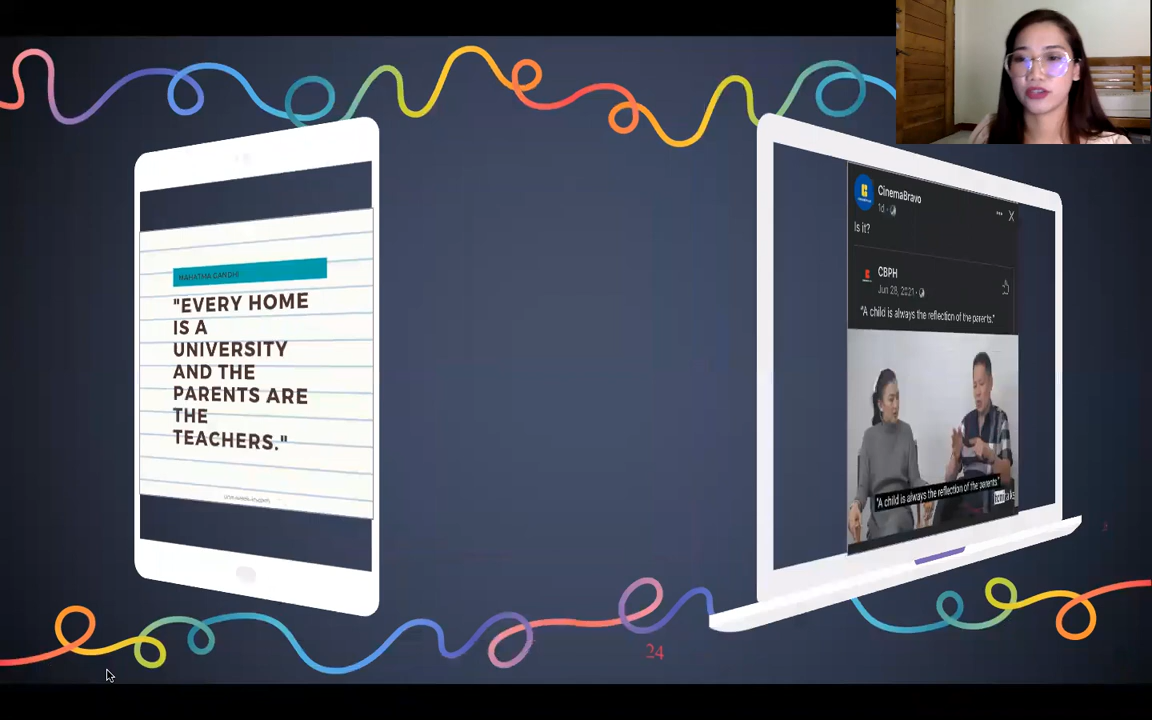 MAHATMA GANDHI
"EVERY HOME
IS A
UNIVERSITY
AND THE
PARENTS ARE
THE
TEACHERS."
CinemaBravo
1d
Is it?
CBPH
Jun 28, 2021
"A child is always the reflection of the parents."
"A child is always the reflection of the parents."
24